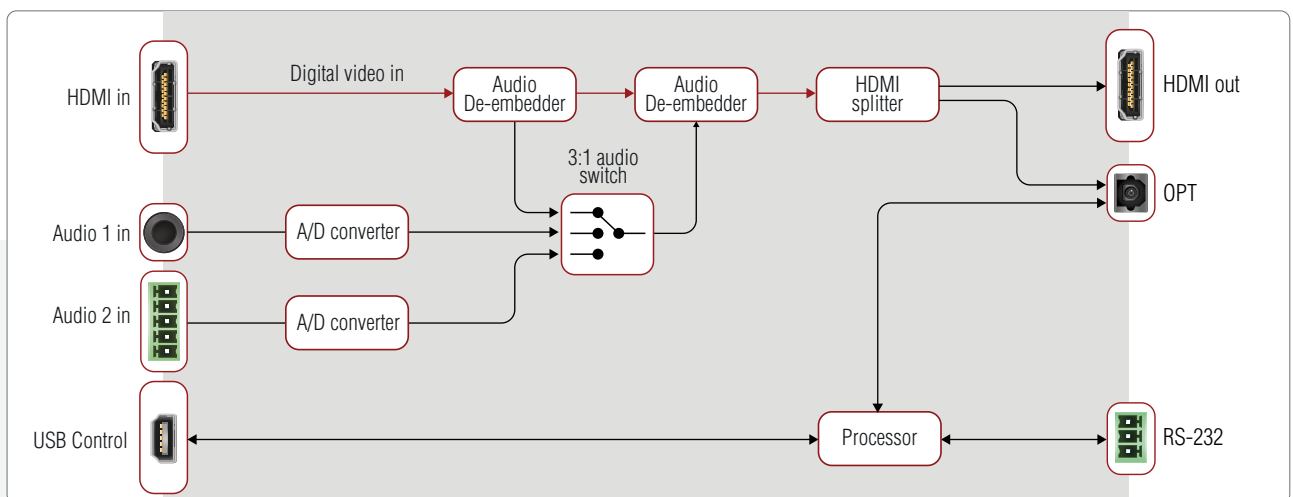 HDMI in
Digital video in
Audio
De-embedder
Audio
De-embedder
HDMI
splitter
HDMI out
3:1 audio
switch
OPT
Audio 1 in
A/D converter
Audio 2 in
A/D converter
USB Control
Processor
RS-232